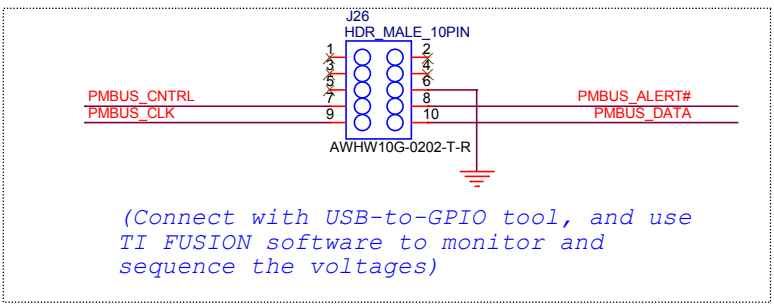 J26
HDR_MALE_10PIN
1
2
3
4
5
6
PMBUS_CNTRL
7
8
PMBUS_ALERT#
PMBUS_CLK
9
10
PMBUS_DATA
AWHW10G-0202-T-R
(Connect with USB-to-GPIO tool, and use
TI FUSION software to monitor and
sequence the voltages)